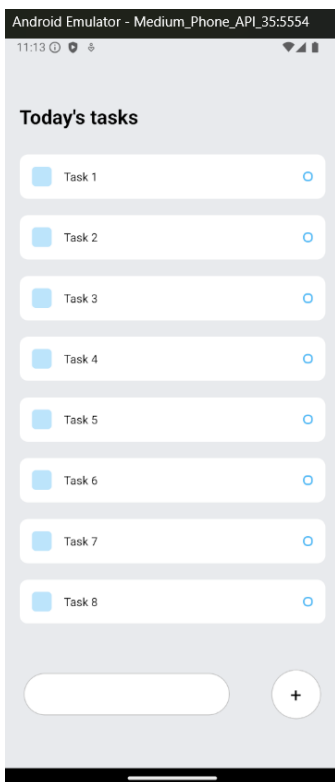 Android Emulator - Medium_Phone_API_35:5554
11:13
Today's tasks
Task 1
Task 2
Task 3
Task 4
Task 5
Task 6
Task 7
Task 8
+